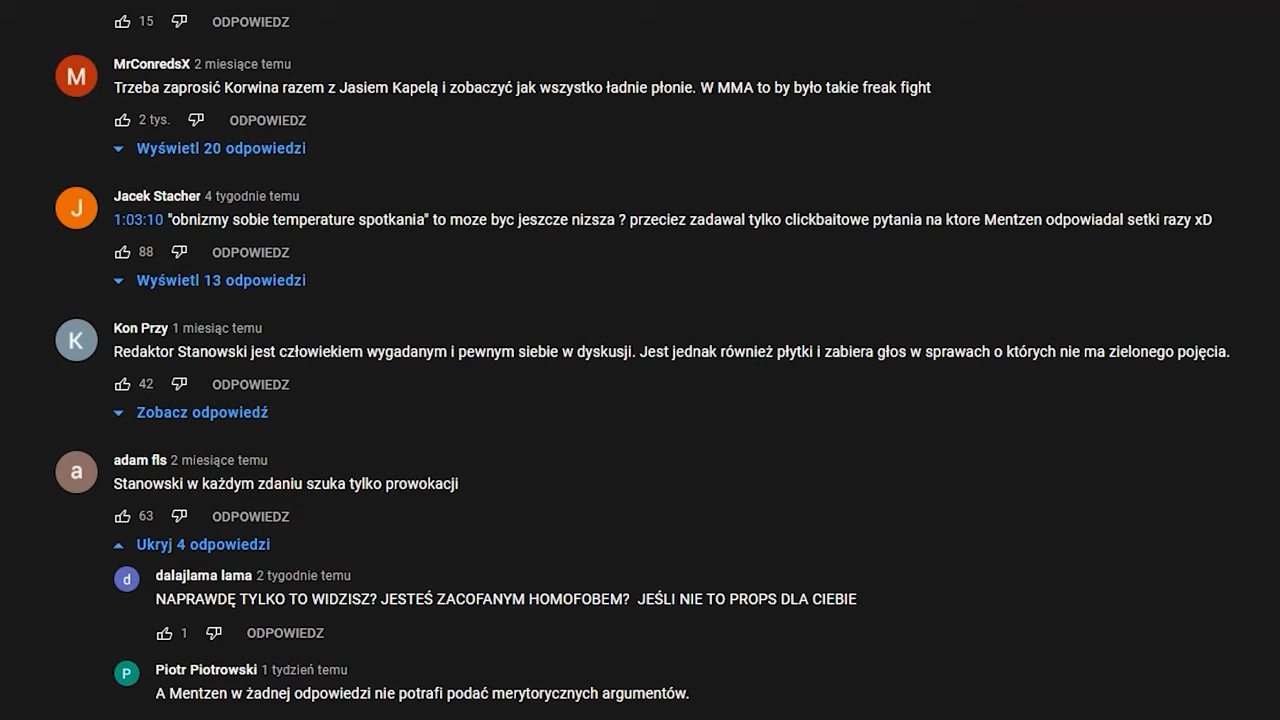 15 ODPOWIEDZ
M
MrConredsX 2 miesiące temu
Trzeba zaprosić Korwina razem z Jasiem Kapelą i zobaczyć jak wszystko ładnie płonie. W MMA to by było takie freak fight
2 tys. ODPOWIEDZ
Wyświetl 20 odpowiedzi
J
Jacek Stacher 4 tygodnie temu
1:03:10 "obnizmy sobie temperature spotkania" to moze byc jeszcze nizsza ? przeciez zadawal tylko clickbaitowe pytania na ktore Mentzen odpowiadal setki razy xD
88 ODPOWIEDZ
Wyświetl 13 odpowiedzi
K
Kon Przy 1 miesiąc temu
Redaktor Stanowski jest człowiekiem wygadanym i pewnym siebie w dyskusji. Jest jednak również płytki i zabiera głos w sprawach o których nie ma zielonego pojęcia.
42 ODPOWIEDZ
Zobacz odpowiedź
a
adam fls 2 miesiące temu
Stanowski w każdym zdaniu szuka tylko prowokacji
63 ODPOWIEDZ
Ukryj 4 odpowiedzi
d
dalajlama lama 2 tygodnie temu
NAPRAWDĘ TYLKO TO WIDZISZ? JESTEŚ ZACOFANYM HOMOFOBEM? JEŚLI NIE TO PROPS DLA CIEBIE
1 ODPOWIEDZ
P
Piotr Piotrowski 1 tydzień temu
A Mentzen w żadnej odpowiedzi nie potrafi podać merytorycznych argumentów.